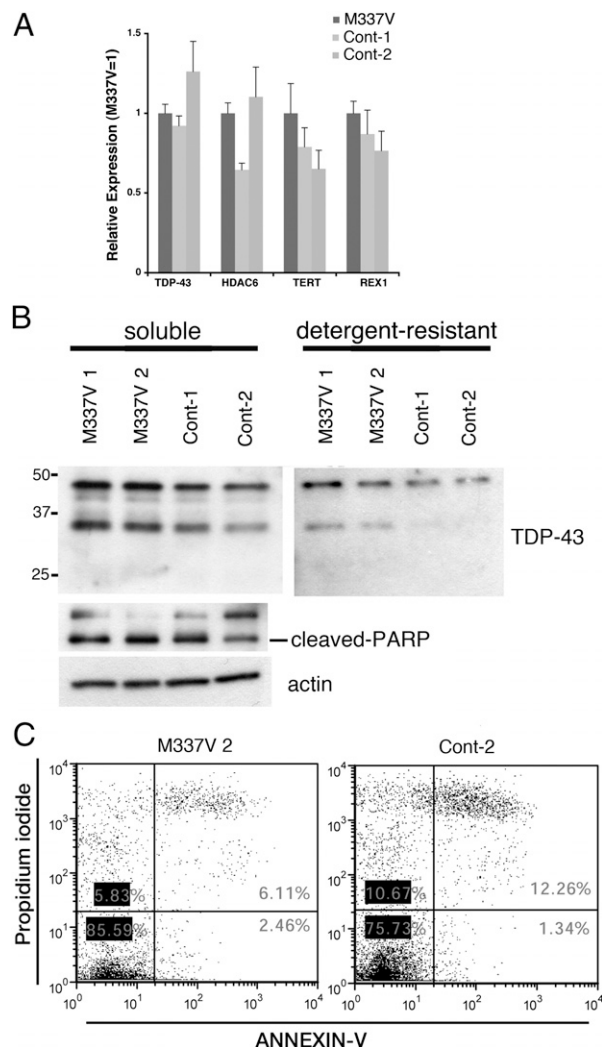 A
M337V
Cont-1
Cont-2
Relative Expression (M337V=1)
1.5
1
0.5
0
TDP-43 HDAC6 TERT REX1
B
soluble detergent-resistant
M337V 1 M337V 2 Cont-1 Cont-2 M337V 1 M337V 2 Cont-1 Cont-2
50
37
25
TDP-43
cleaved-PARP
actin
C
M337V 2 Cont-2
Propidium iodide
10⁴ 10⁴
10³ 10³
10² 10²
5.83% 6.11% 10.67% 12.26%
85.59% 2.46% 75.73% 1.34%
10¹ 10¹
10⁰ 10⁰
10⁰ 10¹ 10² 10³ 10⁴ 10⁰ 10¹ 10² 10³ 10⁴
ANNEXIN-V